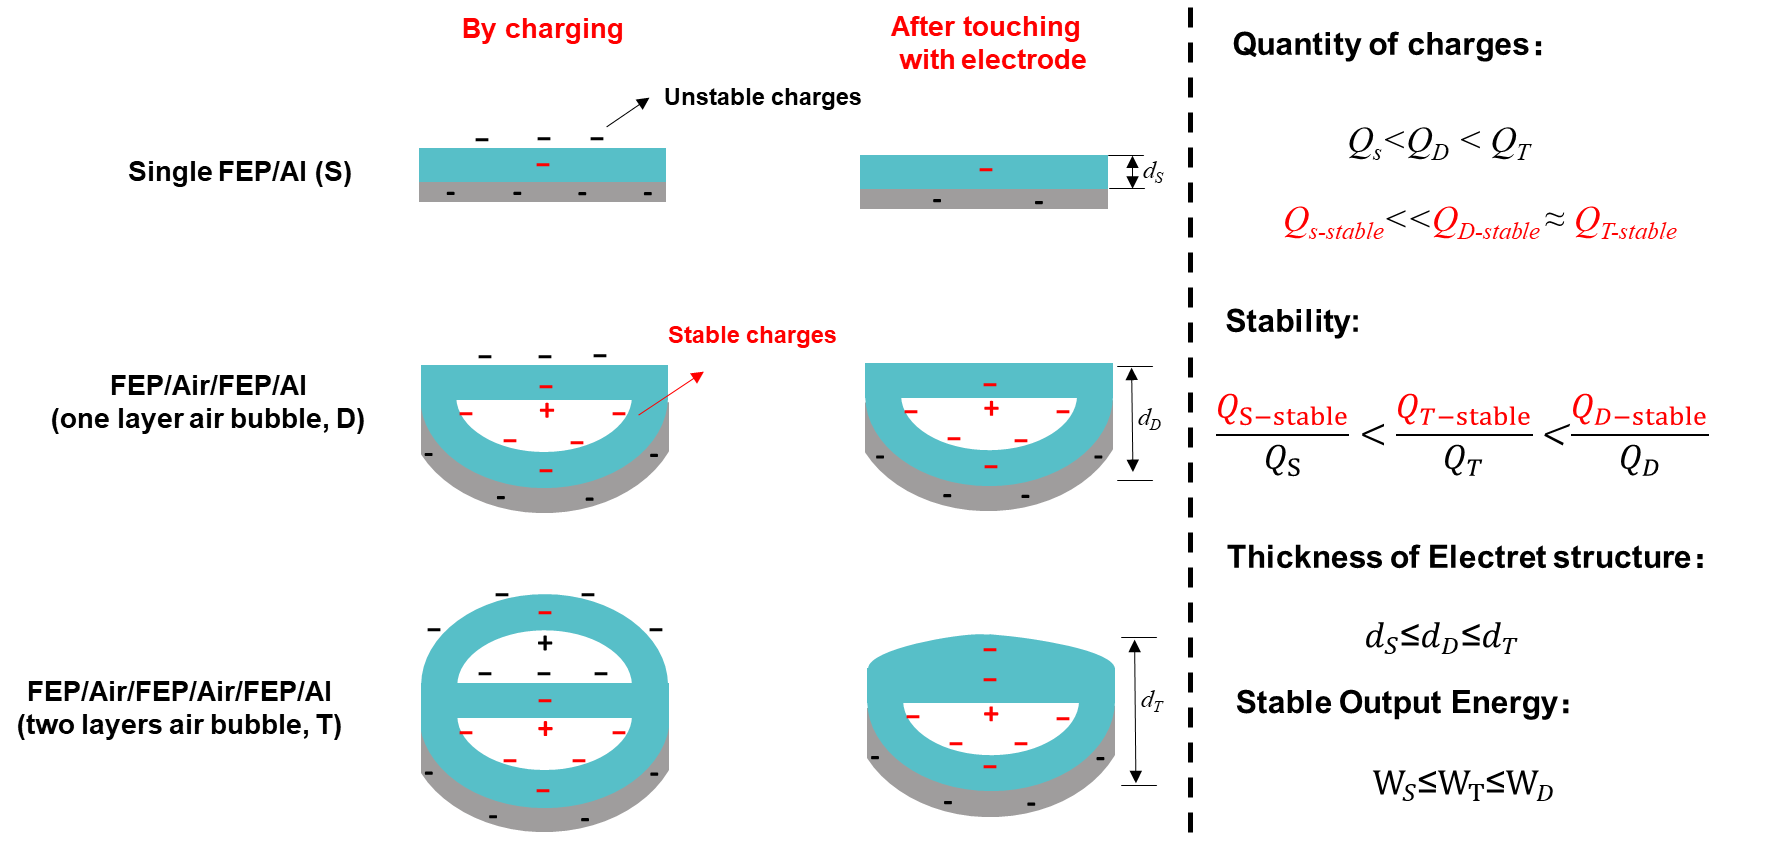 By charging
After touching
with electrode
Unstable charges
Single FEP/Al (S)
d_S
Stable charges
FEP/Air/FEP/Al
(one layer air bubble, D)
d_D
FEP/Air/FEP/Air/FEP/Al
(two layers air bubble, T)
d_T
Quantity of charges：
Q_s<Q_D < Q_T
Q_s-stable<<Q_D-stable≈ Q_T-stable
Stability:
Q_S−stable/Q_S < Q_T−stable/Q_T < Q_D−stable/Q_D
Thickness of Electret structure：
d_S≤d_D≤d_T
Stable Output Energy：
W_S≤W_T≤W_D